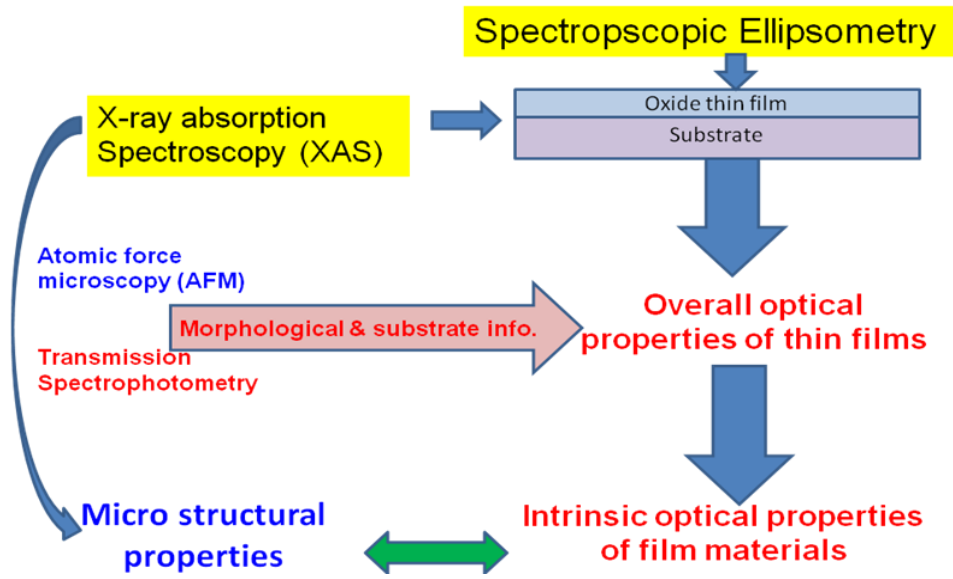 Spectropscopic Ellipsometry
Oxide thin film
Substrate
X-ray absorption
Spectroscopy (XAS)
Atomic force
microscopy (AFM)
Morphological & substrate info.
Transmission
Spectrophotometry
Overall optical
properties of thin films
Micro structural
properties
Intrinsic optical properties
of film materials